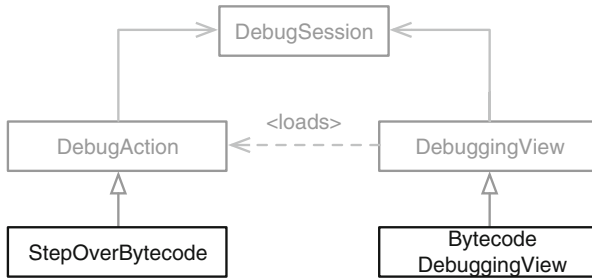 DebugSession
<loads>
DebugAction
DebuggingView
StepOverBytecode
Bytecode
DebuggingView